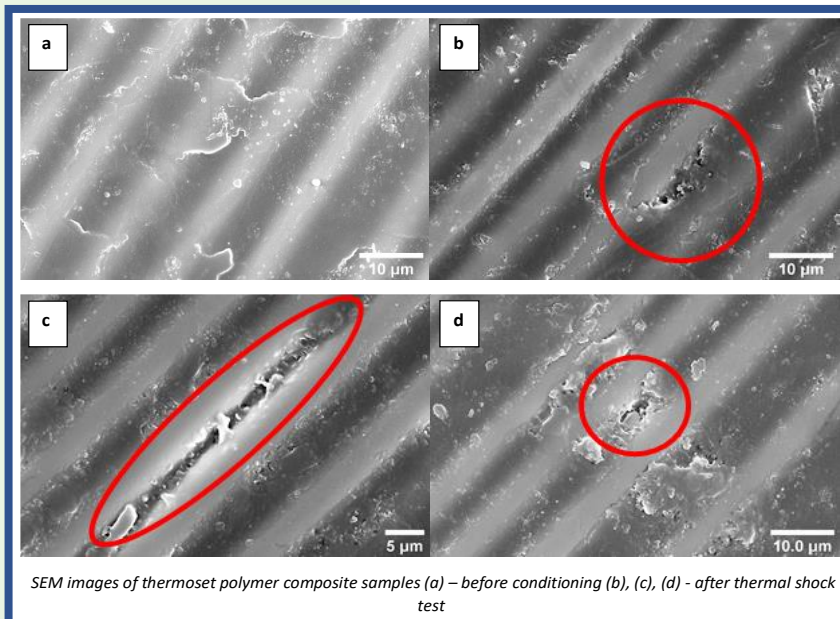 a
b
10 μm
10 μm
c
d
5 μm
10.0 μm
SEM images of thermoset polymer composite samples (a) – before conditioning (b), (c), (d) - after thermal shock
test